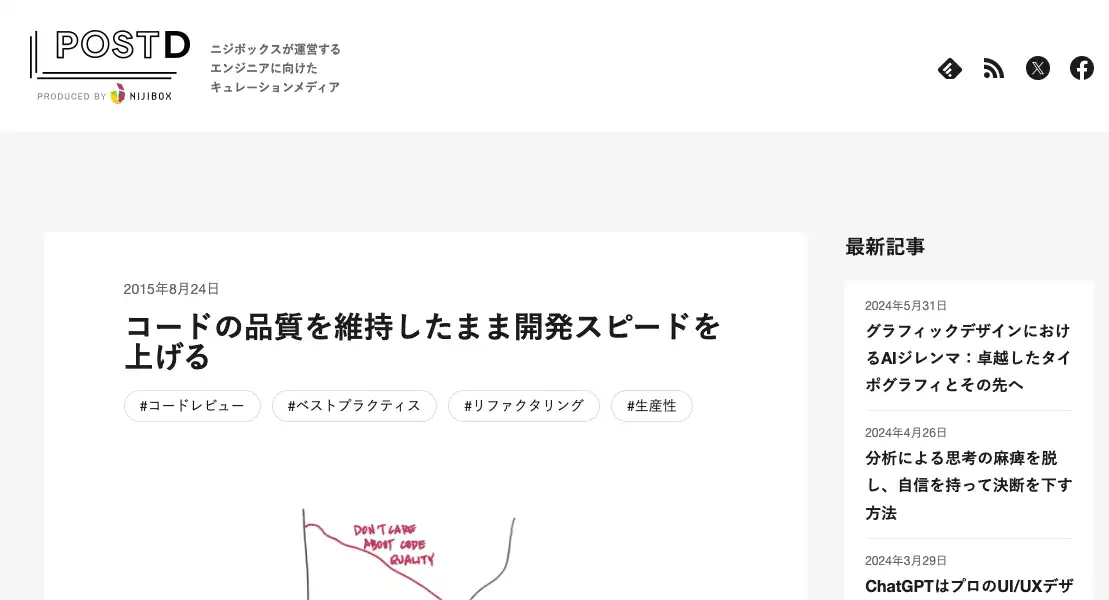 POSTD
PRODUCED BY NIJIBOX
ニジボックスが運営する
エンジニアに向けた
キュレーションメディア
2015年8月24日
コードの品質を維持したまま開発スピードを
上げる
#コードレビュー
#ベストプラクティス
#リファクタリング
#生産性
DON'T CARE
ABOUT CODE
QUALITY
最新記事
2024年5月31日
グラフィックデザインにおけ
るAIジレンマ：卓越したタイ
ポグラフィとその先へ
2024年4月26日
分析による思考の麻痺を脱
し、自信を持って決断を下す
方法
2024年3月29日
ChatGPTはプロのUI/UXデザ